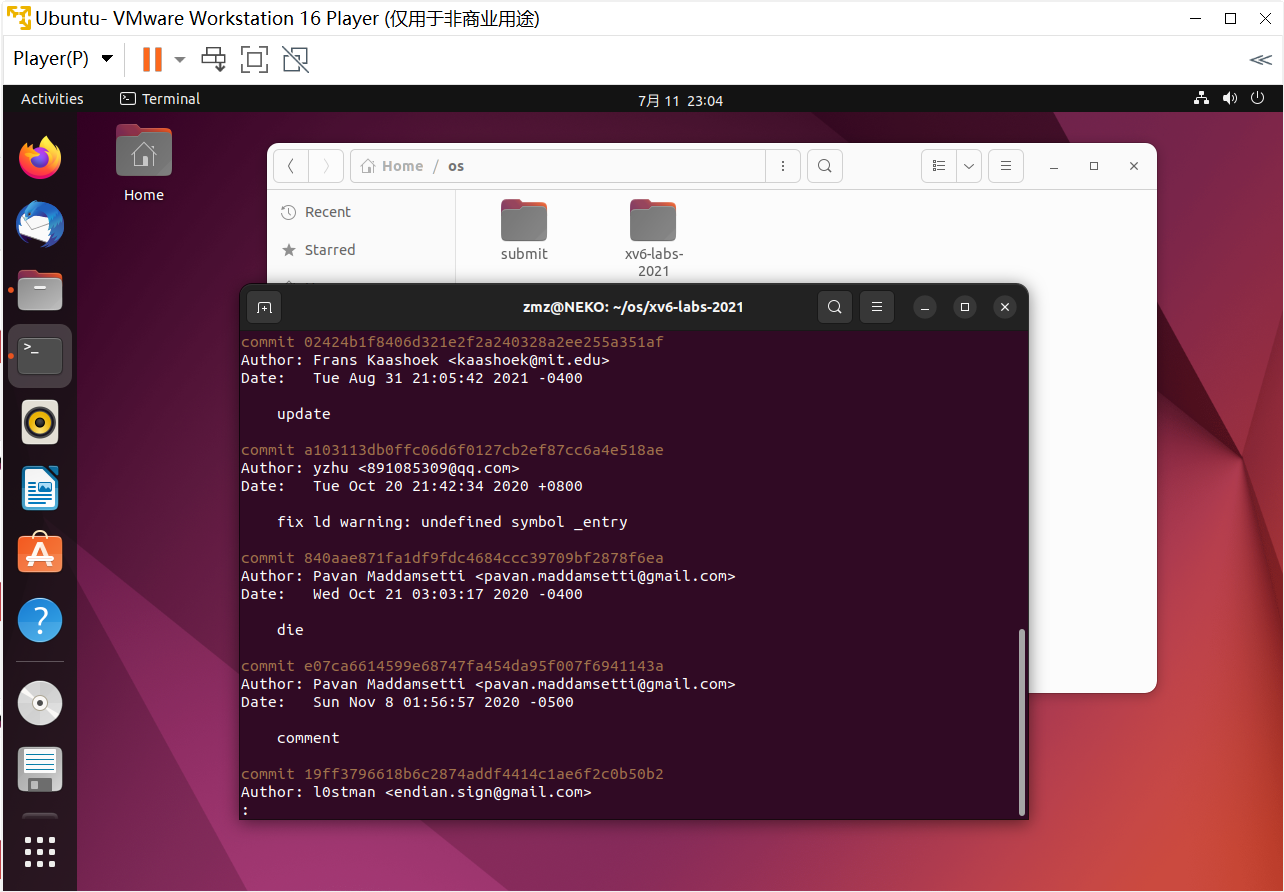 Ubuntu- VMware Workstation 16 Player (仅用于非商业用途)
Player(P)
Activities
Terminal
7月 11 23:04
Home
Home / os
Recent
Starred
submit
xv6-labs-
2021
zmz@NEKO: ~/os/xv6-labs-2021
commit 02424b1f8406d321e2f2a240328a2ee255a351af
Author: Frans Kaashoek <kaashoek@mit.edu>
Date:   Tue Aug 31 21:05:42 2021 -0400
update
commit a103113db0ffc06d6f0127cb2ef87cc6a4e518ae
Author: yzhu <891085309@qq.com>
Date:   Tue Oct 20 21:42:34 2020 +0800
fix ld warning: undefined symbol _entry
commit 840aae871fa1df9fdc4684ccc39709bf2878f6ea
Author: Pavan Maddamsetti <pavan.maddamsetti@gmail.com>
Date:   Wed Oct 21 03:03:17 2020 -0400
die
commit e07ca6614599e68747fa454da95f007f6941143a
Author: Pavan Maddamsetti <pavan.maddamsetti@gmail.com>
Date:   Sun Nov 8 01:56:57 2020 -0500
comment
commit 19ff3796618b6c2874addf4414c1ae6f2c0b50b2
Author: l0stman <endian.sign@gmail.com>
: